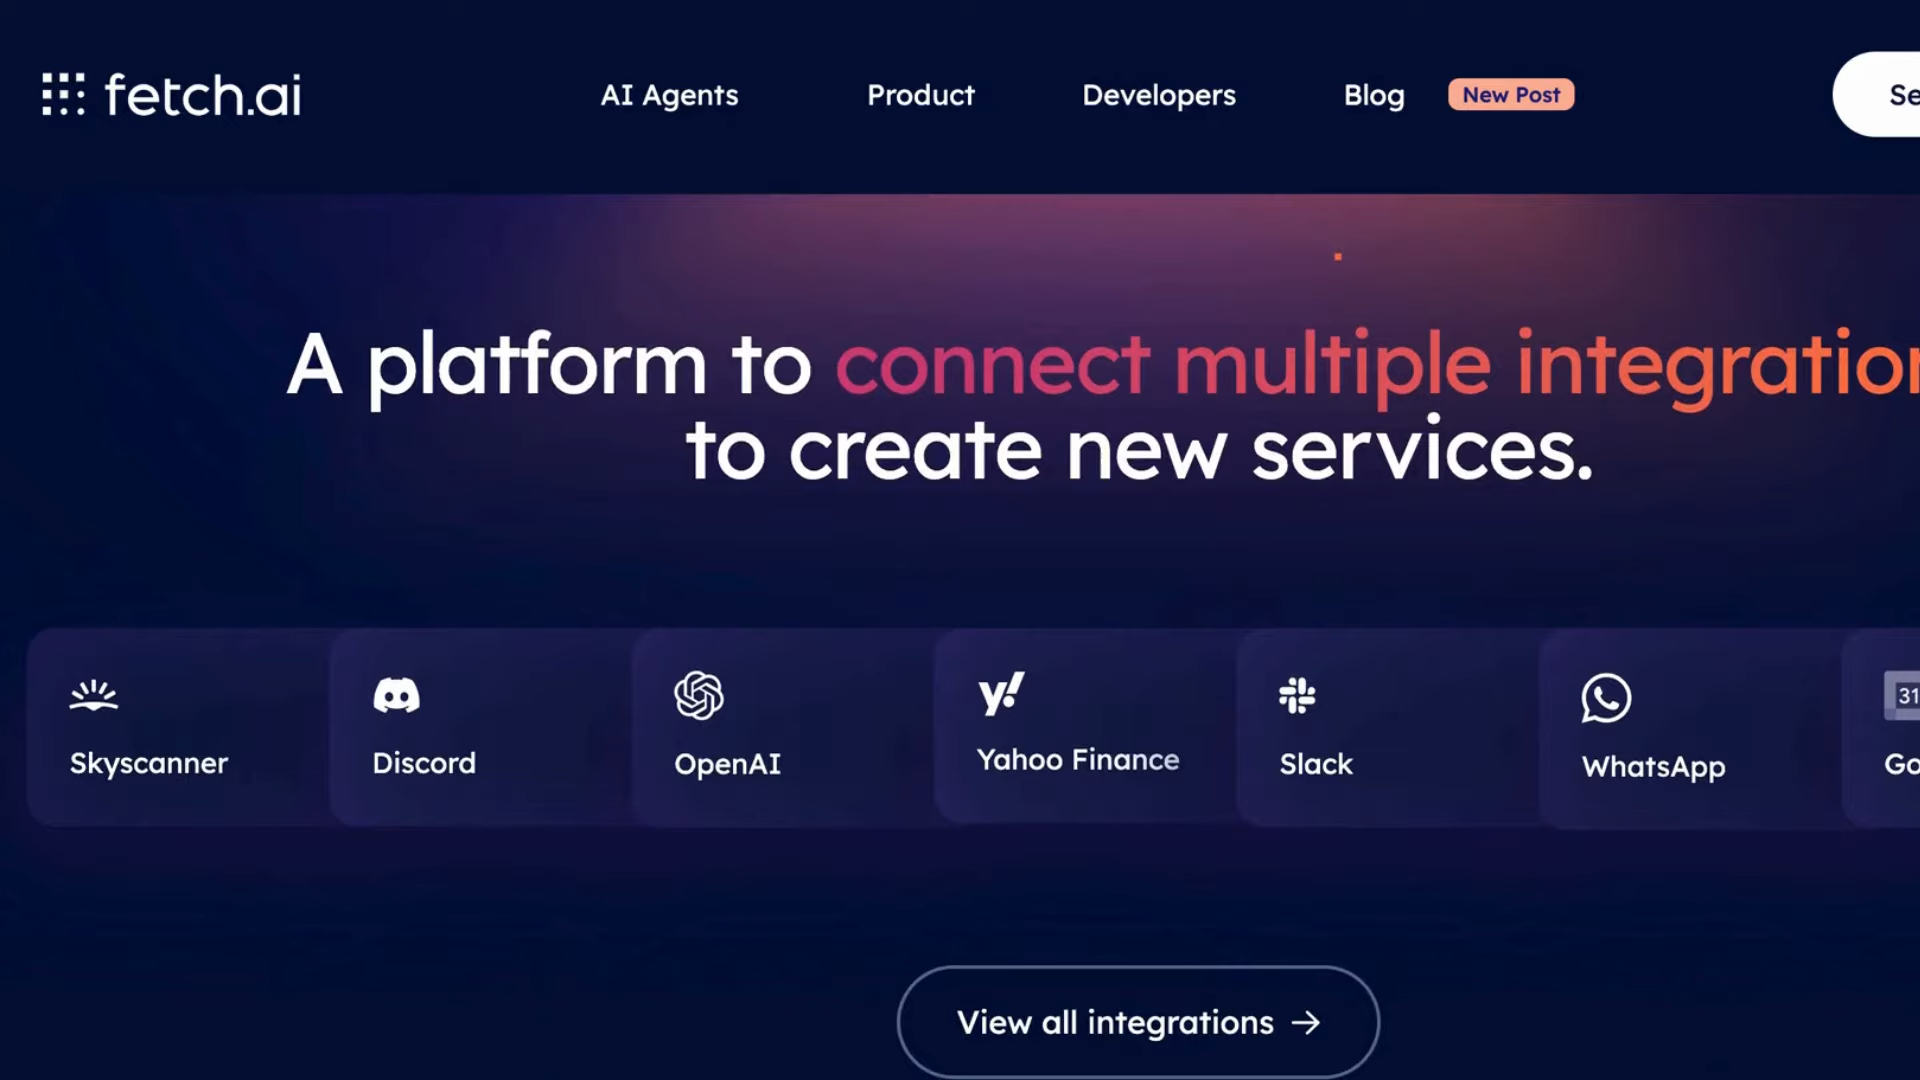 fetch.ai
AI Agents
Product
Developers
Blog
New Post
A platform to connect multiple
to create new services.
Skyscanner
Discord
OpenAI
Yahoo Finance
Slack
WhatsApp
31
View all integrations →